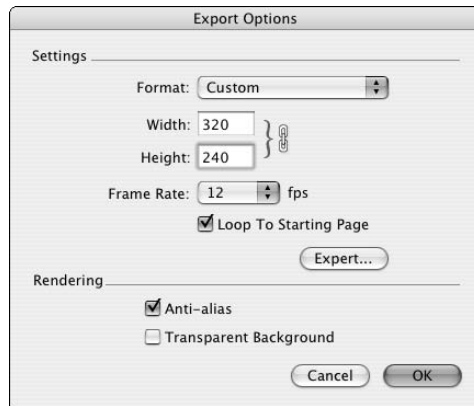 Export Options
Settings
Format: Custom
Width: 320
Height: 240
Frame Rate: 12 fps
Loop To Starting Page
Expert...
Rendering
Anti-alias
Transparent Background
Cancel OK